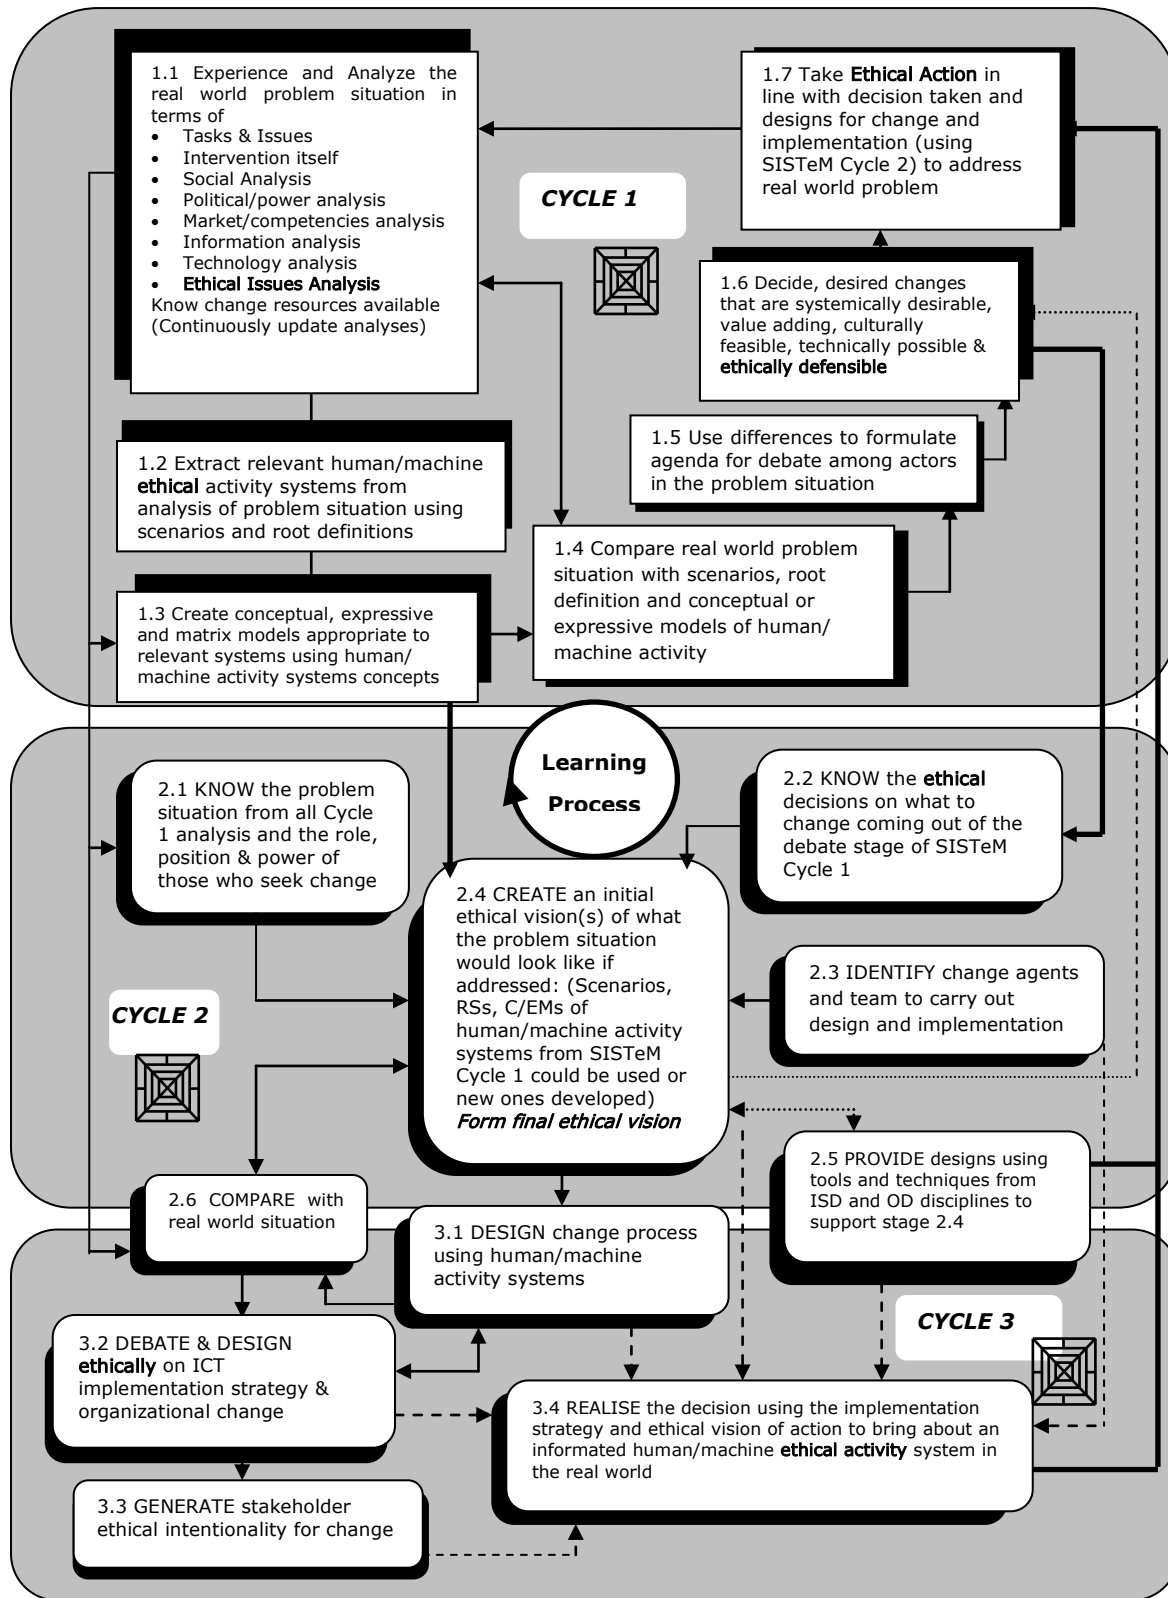 1.1 Experience and Analyze the
real world problem situation in
terms of
• Tasks & Issues
• Intervention itself
• Social Analysis
• Political/power analysis
• Market/competencies analysis
• Information analysis
• Technology analysis
• Ethical Issues Analysis
Know change resources available
(Continuously update analyses)
CYCLE 1
1.7 Take Ethical Action in
line with decision taken and
designs for change and
implementation (using
SISTeM Cycle 2) to address
real world problem
1.6 Decide, desired changes
that are systemically desirable,
value adding, culturally
feasible, technically possible &
ethically defensible
1.5 Use differences to formulate
agenda for debate among actors
in the problem situation
1.2 Extract relevant human/machine
ethical activity systems from
analysis of problem situation using
scenarios and root definitions
1.4 Compare real world problem
situation with scenarios, root
definition and conceptual or
expressive models of human/
machine activity
1.3 Create conceptual, expressive
and matrix models appropriate to
relevant systems using human/
machine activity systems concepts
Learning
Process
2.1 KNOW the problem
situation from all Cycle
1 analysis and the role,
position & power of
those who seek change
2.2 KNOW the ethical
decisions on what to
change coming out of the
debate stage of SISTeM
Cycle 1
2.4 CREATE an initial
ethical vision(s) of what
the problem situation
would look like if
addressed: (Scenarios,
RSs, C/EMs of
human/machine activity
systems from SISTeM
Cycle 1 could be used or
new ones developed)
Form final ethical vision
2.3 IDENTIFY change agents
and team to carry out
design and implementation
CYCLE 2
2.5 PROVIDE designs using
tools and techniques from
ISD and OD disciplines to
support stage 2.4
2.6 COMPARE with
real world situation
3.1 DESIGN change process
using human/machine
activity systems
CYCLE 3
3.2 DEBATE & DESIGN
ethically on ICT
implementation strategy &
organizational change
3.4 REALISE the decision using the implementation
strategy and ethical vision of action to bring about an
informated human/machine ethical activity system in
the real world
3.3 GENERATE stakeholder
ethical intentionality for change